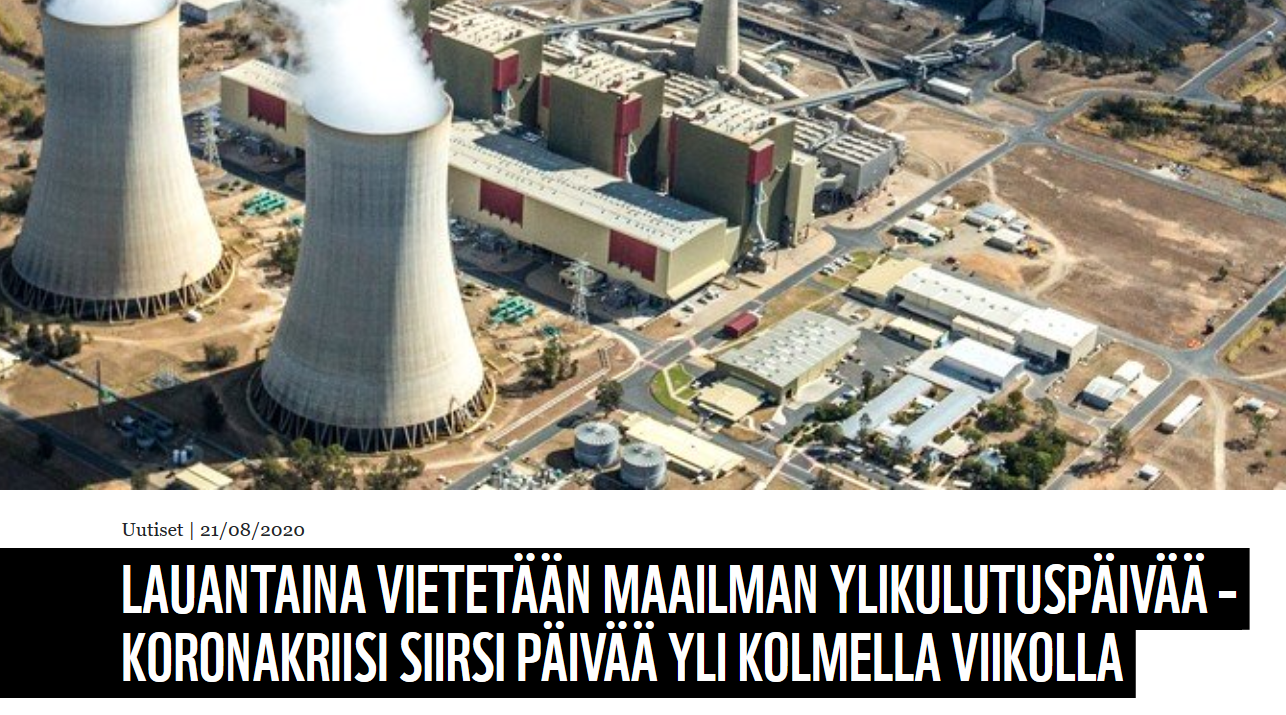 Uutiset | 21/08/2020
LAUANTAINA VIETETÄÄN MAAILMAN YLIKULUTUSPÄIVÄÄ –
KORONAKRIISI SIIRSI PÄIVÄÄ YLI KOLMELLA VIIKOLLA